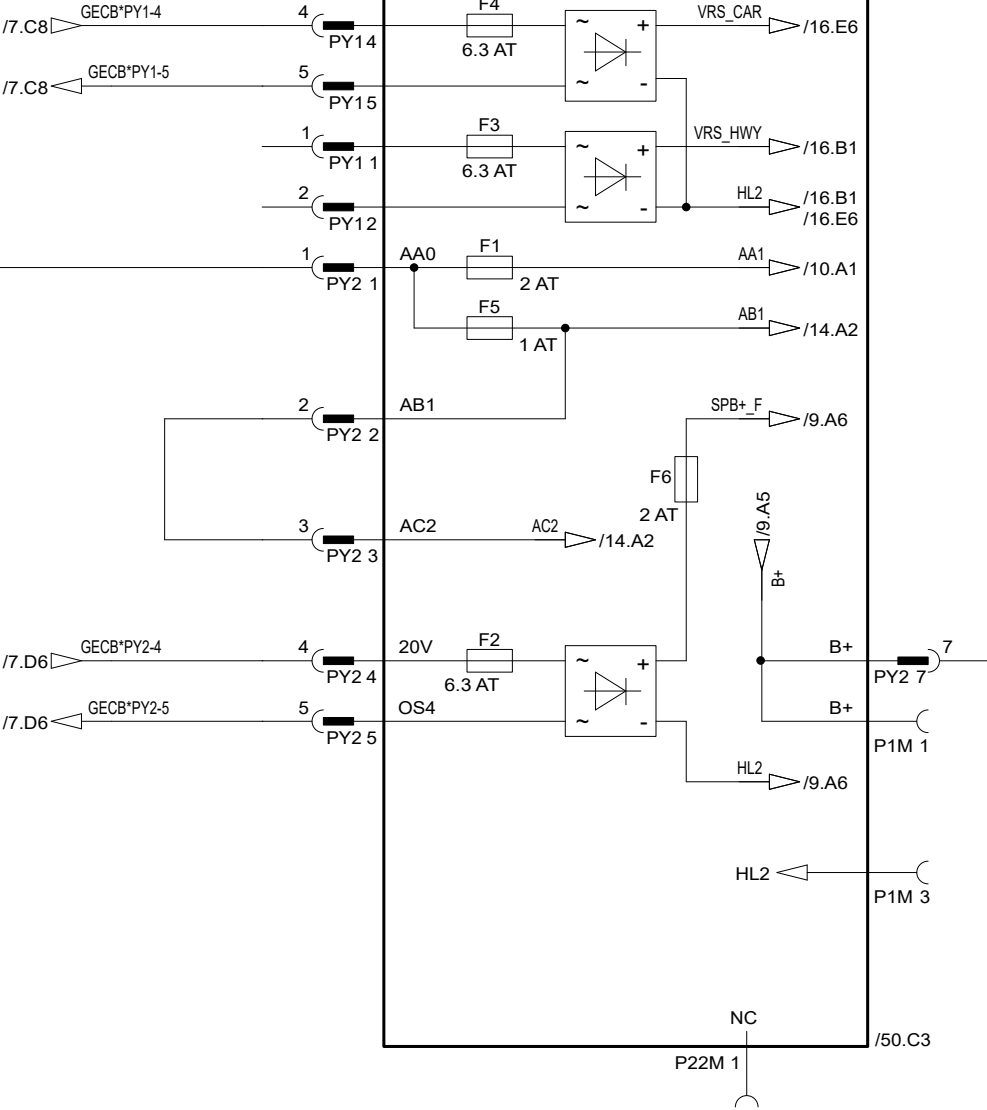 F4
GECB*PY1-4
4
VRS_CAR
/7.C8
~
+
/16.E6
PY14
6.3 AT
GECB*PY1-5
5
/7.C8
~
-
PY15
1
F3
VRS_HWY
~
+
/16.B1
PY1 1
6.3 AT
2
HL2
/16.B1
~
-
PY12
/16.E6
1
AA0
F1
AA1
/10.A1
PY2 1
2 AT
F5
AB1
/14.A2
1 AT
2
AB1
SPB+_F
/9.A6
PY2 2
F6
2 AT
/9.A5
3
AC2
AC2
/14.A2
PY2 3
B+
GECB*PY2-4
4
20V
F2
B+
7
/7.D6
~
+
PY2 4
6.3 AT
PY2 7
GECB*PY2-5
5
OS4
B+
/7.D6
~
-
PY2 5
P1M 1
HL2
/9.A6
HL2
P1M 3
NC
/50.C3
P22M 1